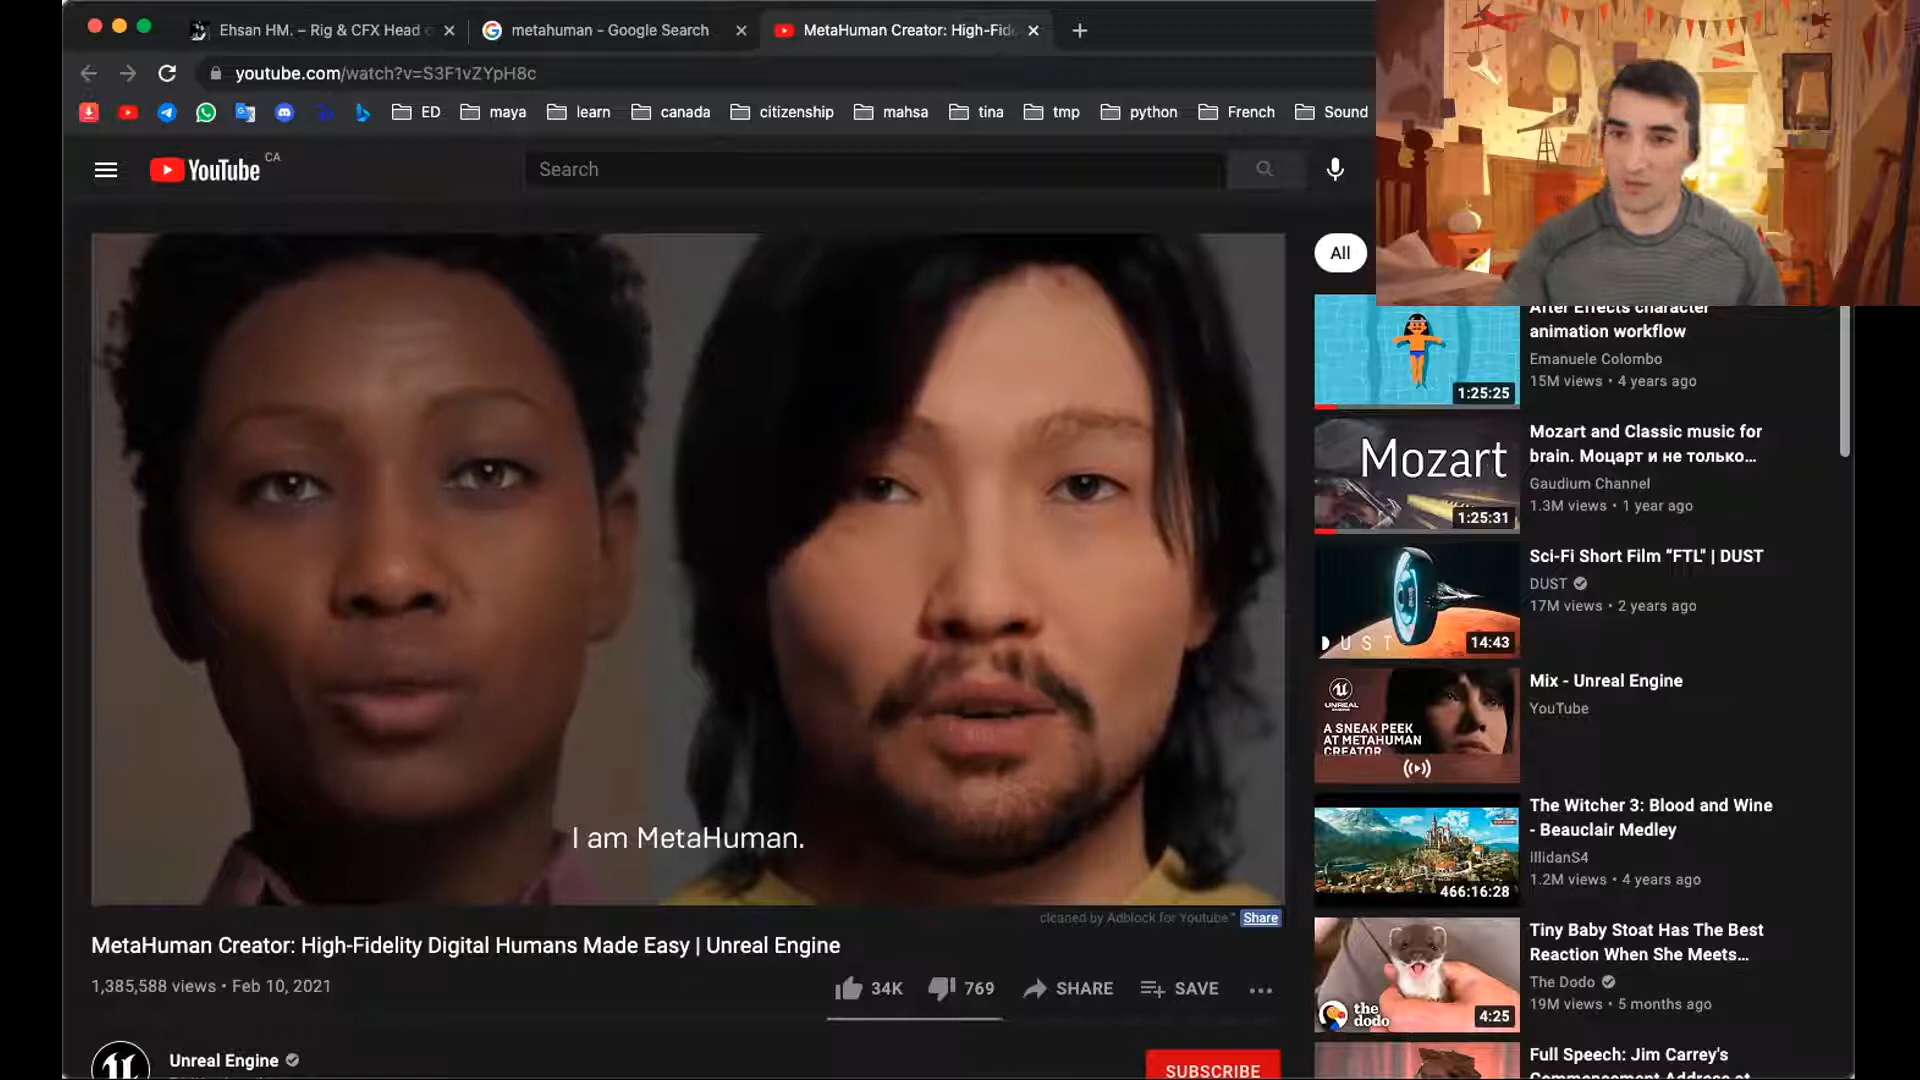 Ehsan HM. – Rig & CFX Head
metahuman - Google Search
MetaHuman Creator: High-Fid
youtube.com/watch?v=S3F1vZYpH8c
ED
maya
learn
canada
citizenship
mahsa
tina
tmp
python
French
Sound
YouTube
CA
Search
All
I am MetaHuman.
cleaned by Adblock for Youtube™
Share
MetaHuman Creator: High-Fidelity Digital Humans Made Easy | Unreal Engine
1,385,588 views • Feb 10, 2021
34K
769
SHARE
SAVE
Unreal Engine
SUBSCRIBE
1:25:25
After Effects character
animation workflow
Emanuele Colombo
15M views • 4 years ago
Mozart
1:25:31
Mozart and Classic music for
brain. Моцарт и не только...
Gaudium Channel
1.3M views • 1 year ago
DUST
14:43
Sci-Fi Short Film “FTL" | DUST
DUST
17M views • 2 years ago
UNREAL
A SNEAK PEEK
AT METAHUMAN
CREATOR
Mix - Unreal Engine
YouTube
466:16:28
The Witcher 3: Blood and Wine
- Beauclair Medley
IllidanS4
1.2M views • 4 years ago
the
dodo
4:25
Tiny Baby Stoat Has The Best
Reaction When She Meets...
The Dodo
19M views • 5 months ago
Full Speech: Jim Carrey's
Commencement Address at